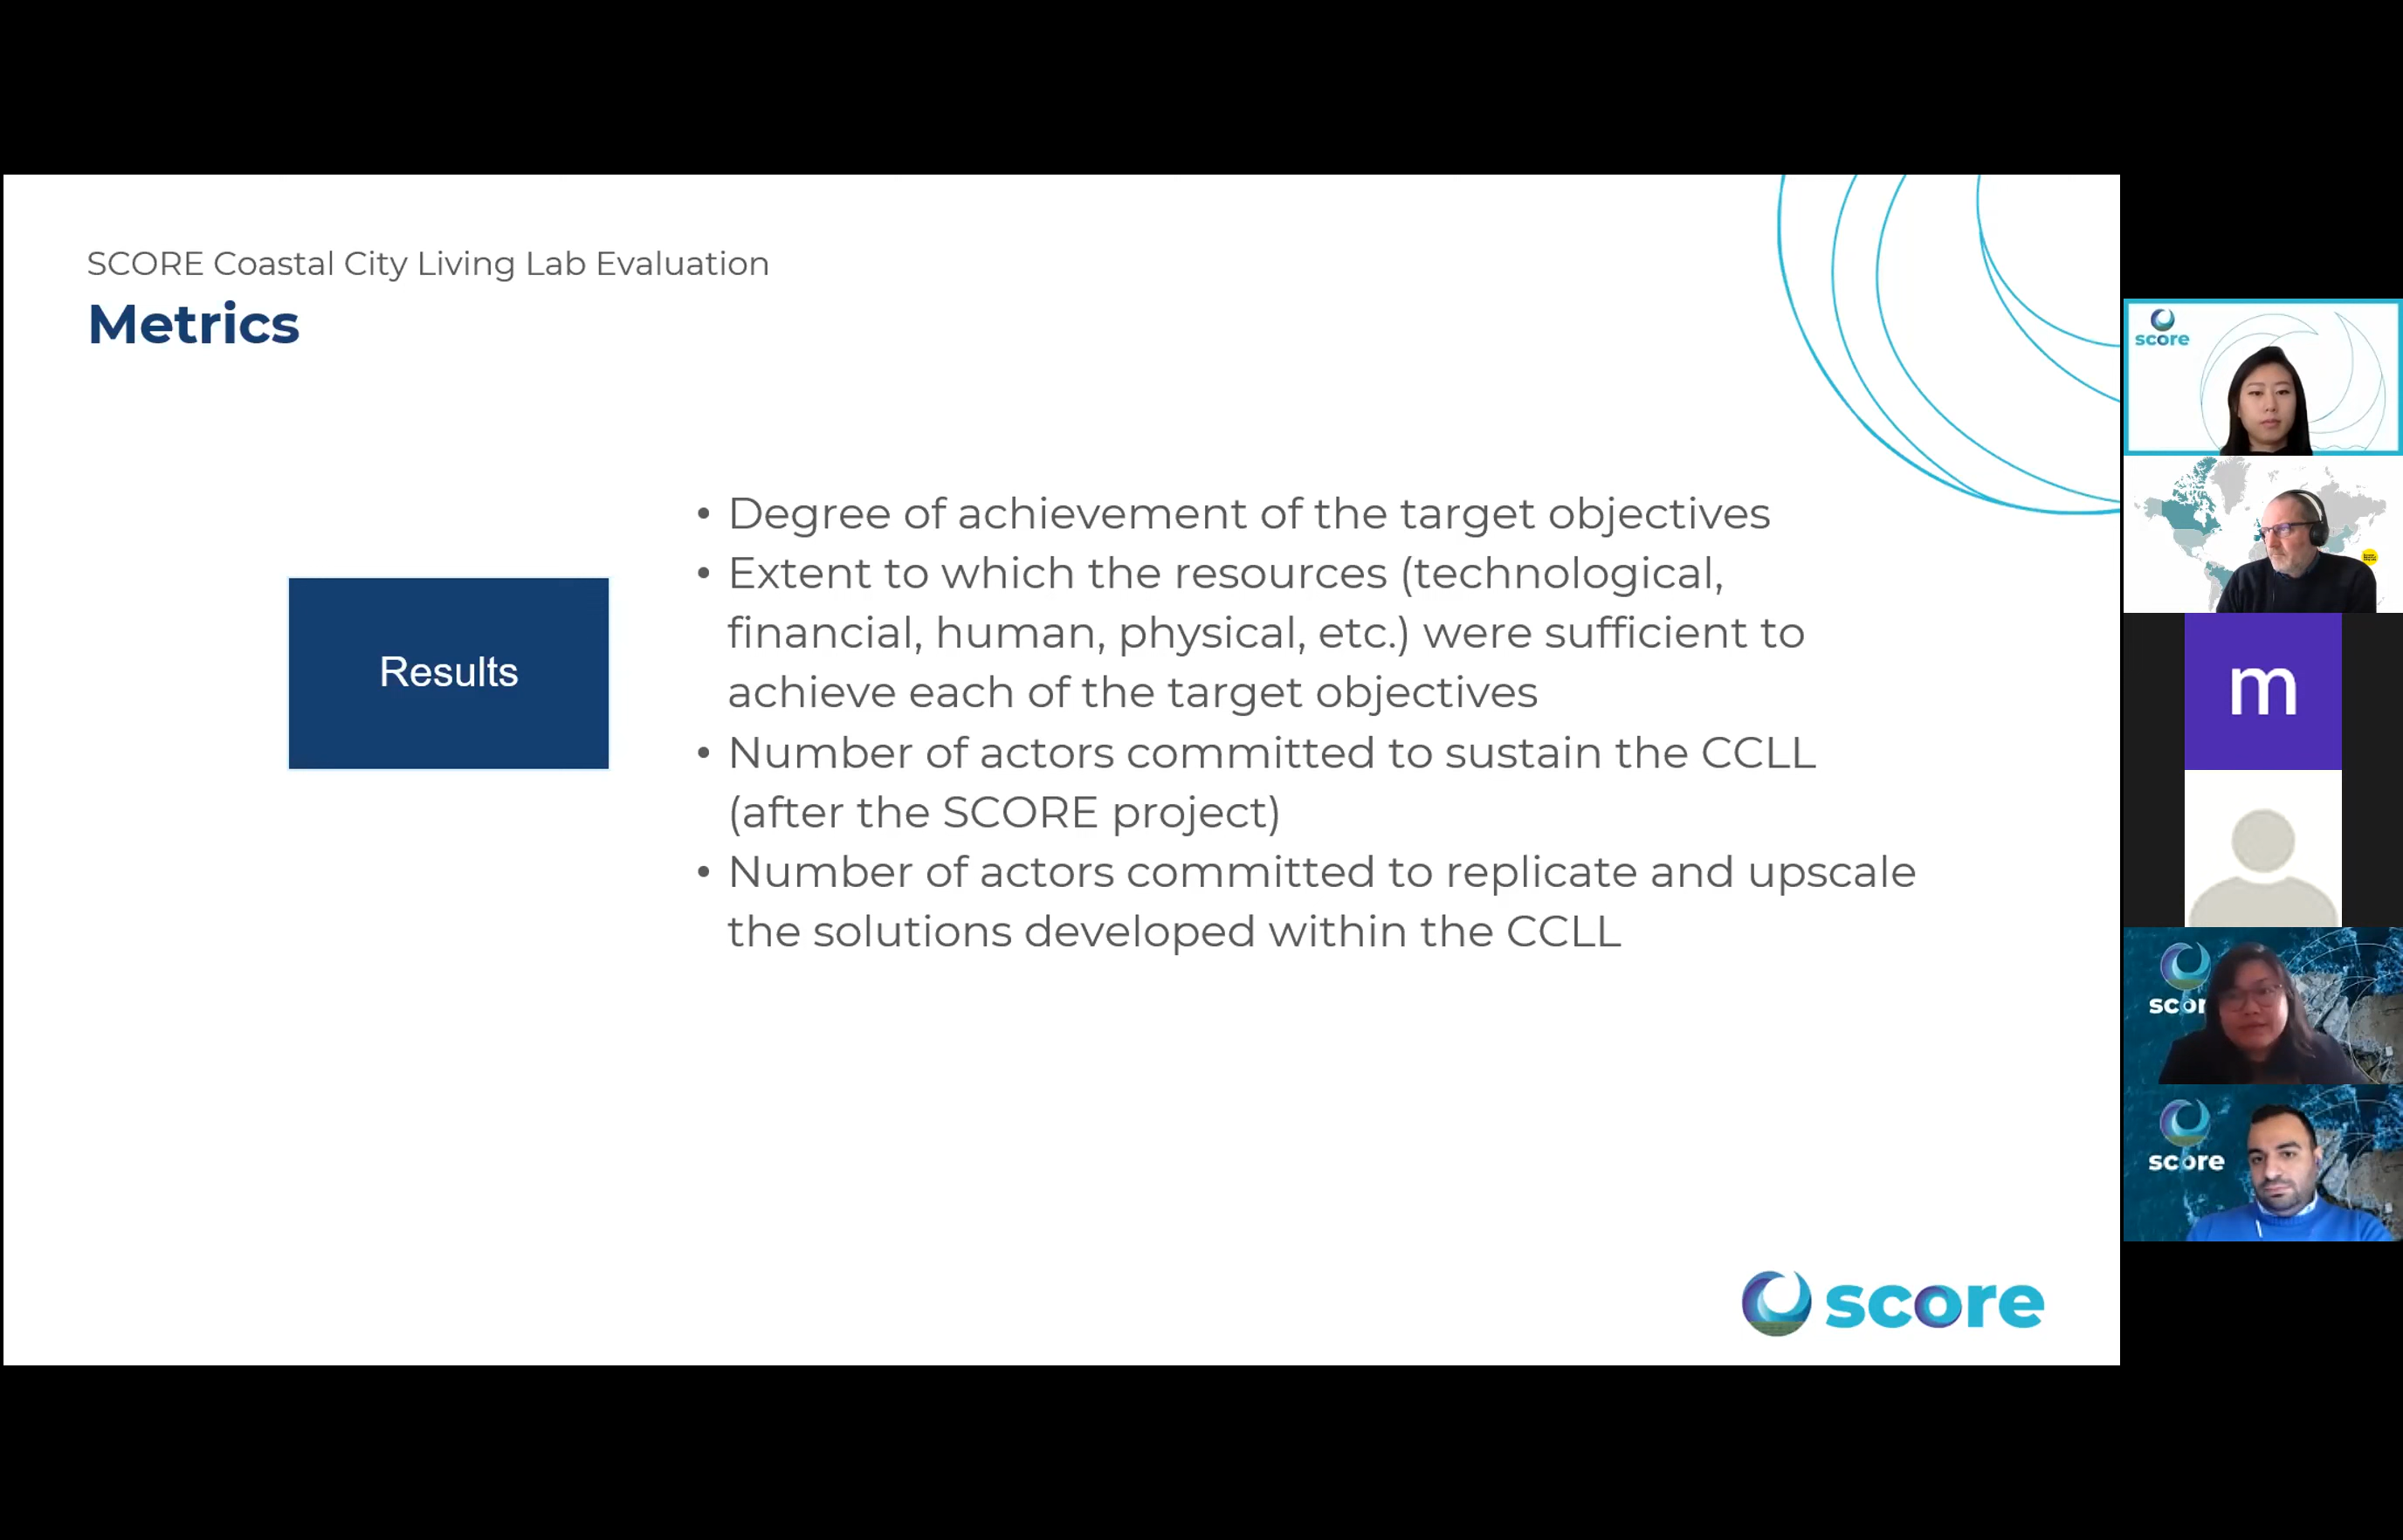 SCORE Coastal City Living Lab Evaluation
Metrics
Results
• Degree of achievement of the target objectives
• Extent to which the resources (technological,
financial, human, physical, etc.) were sufficient to
achieve each of the target objectives
• Number of actors committed to sustain the CCLL
(after the SCORE project)
• Number of actors committed to replicate and upscale
the solutions developed within the CCLL
score
score
m
scor
score